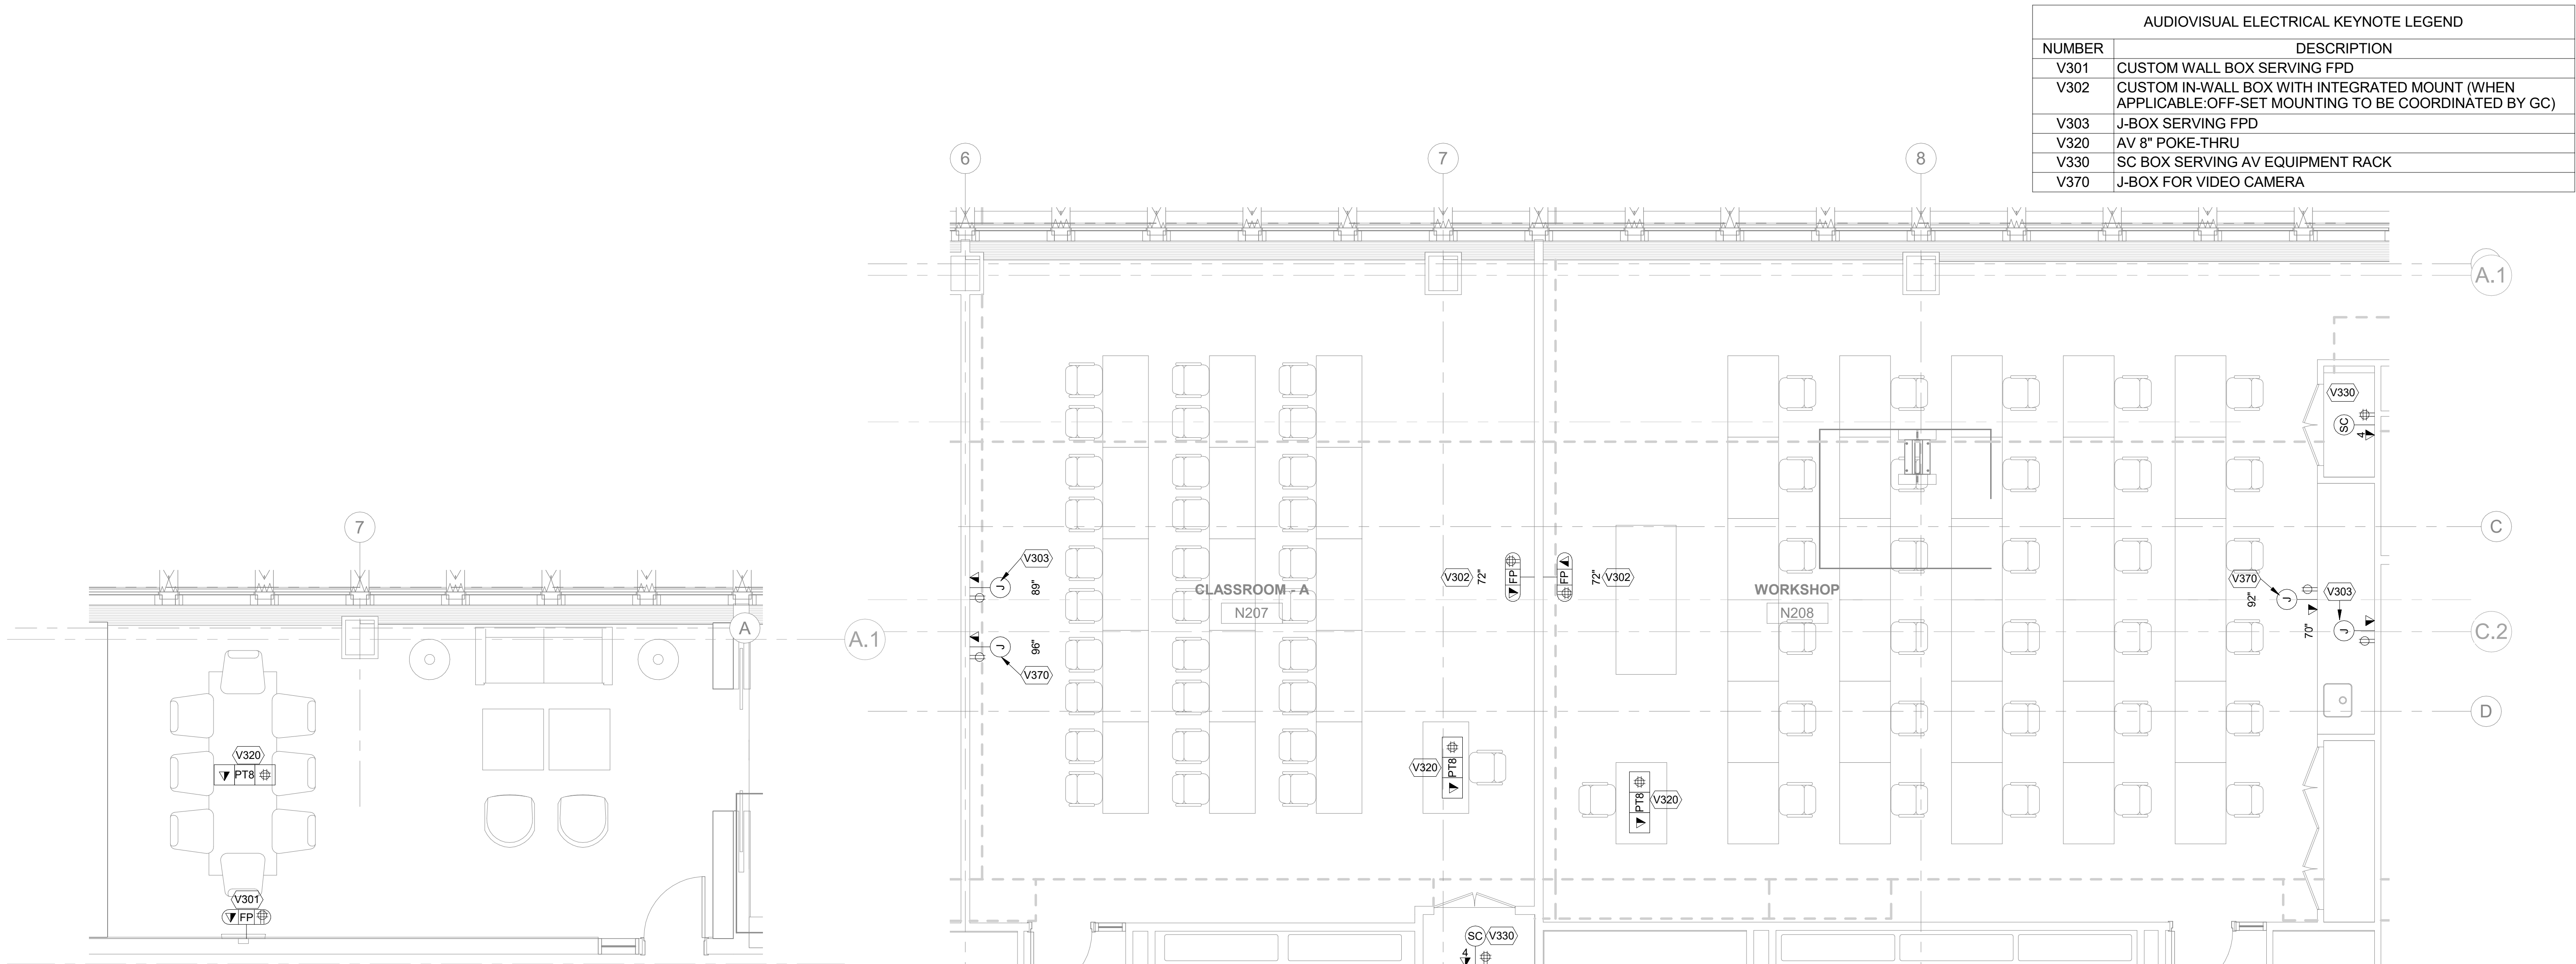 AUDIOVISUAL ELECTRICAL KEYNOTE LEGEND
NUMBER DESCRIPTION
V301 CUSTOM WALL BOX SERVING FPD
V302 CUSTOM IN-WALL BOX WITH INTEGRATED MOUNT (WHEN
APPLICABLE:OFF-SET MOUNTING TO BE COORDINATED BY GC)
V303 J-BOX SERVING FPD
V320 AV 8" POKE-THRU
V330 SC BOX SERVING AV EQUIPMENT RACK
V370 J-BOX FOR VIDEO CAMERA
6
7
8
A.1
V330
SC
4
7
C
V303
J
89"
V302
72"
FP
FP
72"
V302
CLASSROOM - A
N207
WORKSHOP
N208
V370
J
92"
V303
70"
J
A
A.1
J
96"
V370
C.2
D
V320
PT8
V320
PT8
PT8
V320
V301
FP
SC
V330
4